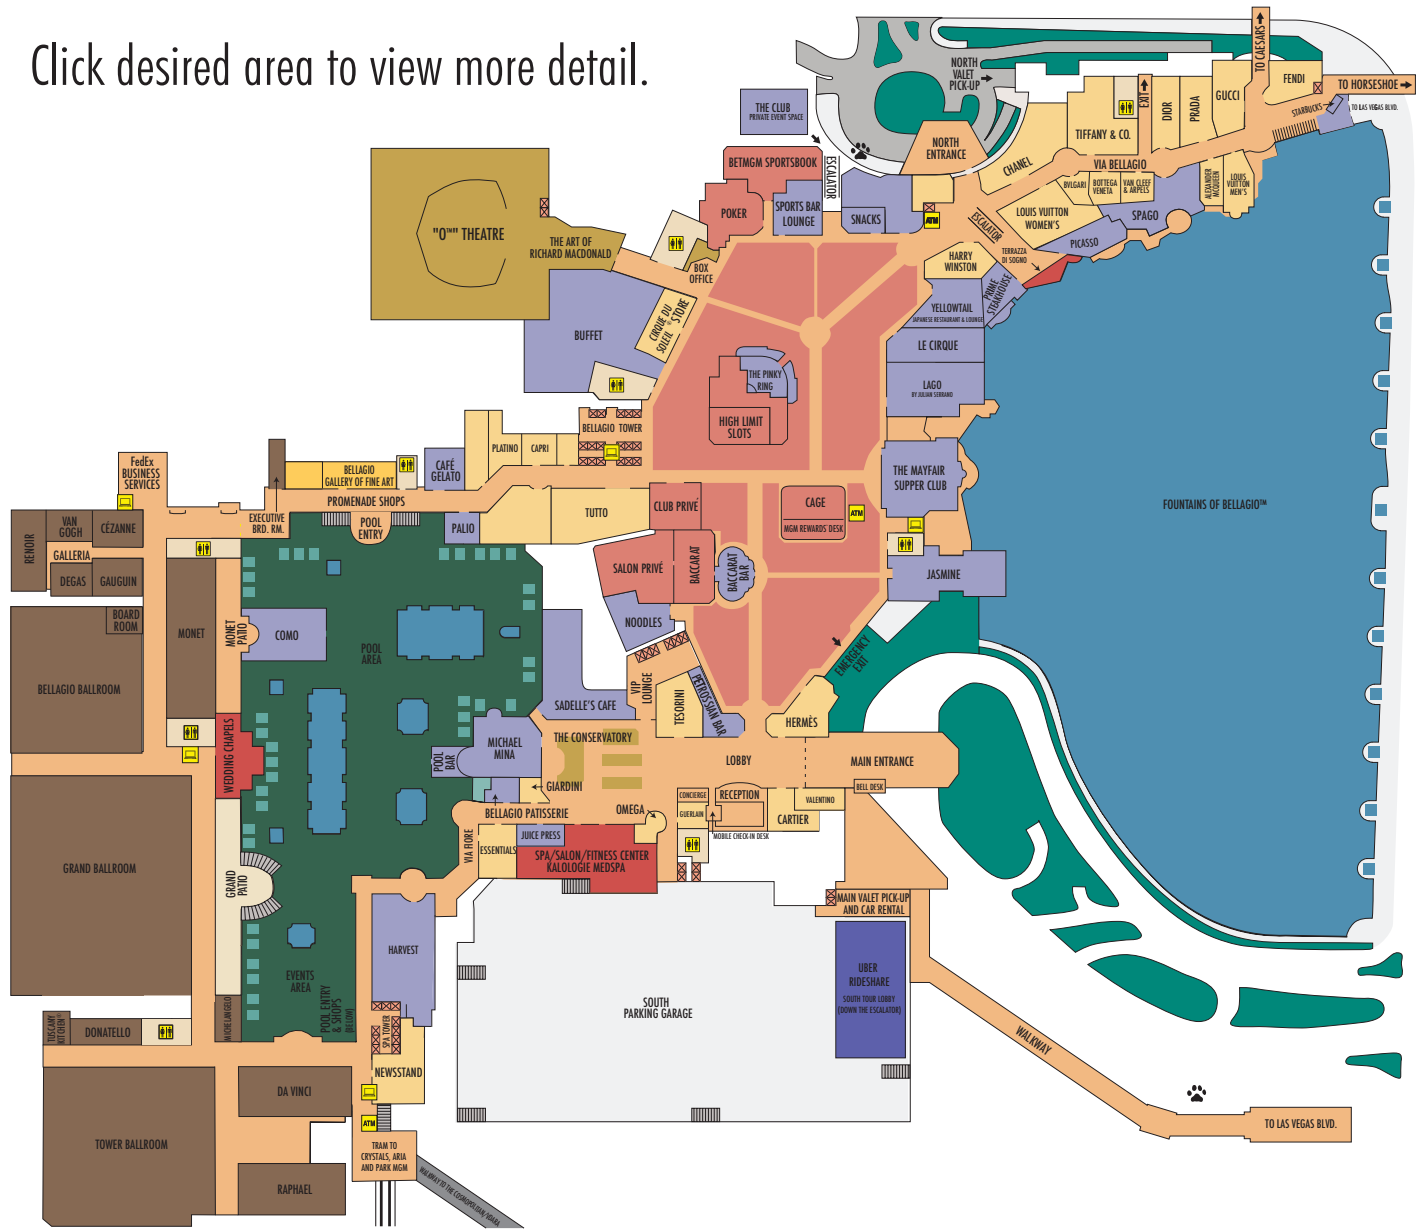 Click desired area to view more detail.
TO CAESARS
FENDI
TO HORSESHOE
STARBUCKS
TO LAS VEGAS BLVD.
NORTH
VALET
PICK-UP
GUCCI
PRADA
DIOR
EXIT
TIFFANY & CO.
THE CLUB
PRIVATE EVENT SPACE
NORTH
ENTRANCE
CHANEL
VIA BELLAGIO
BETMGM SPORTSBOOK
ESCALATOR
BVLGARI
BOTTEGA
VENETA
VAN CLEEF
& ARPELS
ALEXANDER
MCQUEEN
LOUIS
VUITTON
MEN'S
POKER
SPORTS BAR
LOUNGE
SNACKS
ATM
ESCALATOR
LOUIS VUITTON
WOMEN'S
SPAGO
PICASSO
"O™" THEATRE
THE ART OF
RICHARD MACDONALD
BOX
OFFICE
HARRY
WINSTON
TERRAZZA
DI SOGNO
PRIME
STEAKHOUSE
YELLOWTAIL
JAPANESE RESTAURANT & LOUNGE
CIRQUE DU
SOLEIL® STORE
BUFFET
LE CIRQUE
THE PINKY
RING
LAGO
BY JULIAN SERRANO
HIGH LIMIT
SLOTS
BELLAGIO TOWER
PLATINO
CAPRI
CAFÉ
GELATO
THE MAYFAIR
SUPPER CLUB
FedEx
BUSINESS
SERVICES
BELLAGIO
GALLERY OF FINE ART
PROMENADE SHOPS
EXECUTIVE
BRD. RM.
POOL
ENTRY
PALIO
TUTTO
CLUB PRIVÉ
CAGE
MGM REWARDS DESK
ATM
FOUNTAINS OF BELLAGIO™
RENOIR
VAN
GOGH
CÉZANNE
GALLERIA
DEGAS
GAUGUIN
SALON PRIVÉ
BACCARAT
BACCARAT
BAR
JASMINE
BOARD
ROOM
MONET
MONET
PATIO
COMO
POOL
AREA
NOODLES
EMERGENCY
EXIT
BELLAGIO BALLROOM
VIP
LOUNGE
TESORINI
PETROSSIAN BAR
SADELLE'S CAFE
HERMÈS
WEDDING CHAPELS
POOL
BAR
MICHAEL
MINA
THE CONSERVATORY
LOBBY
MAIN ENTRANCE
GIARDINI
BELL DESK
CONCIERGE
RECEPTION
VALENTINO
BELLAGIO PATISSERIE
OMEGA
GUERLAIN
CARTIER
MOBILE CHECK-IN DESK
VIA FIORE
ESSENTIALS
JUICE PRESS
SPA/SALON/FITNESS CENTER
KALOLOGIE MEDSPA
GRAND BALLROOM
GRAND
PATIO
MAIN VALET PICK-UP
AND CAR RENTAL
HARVEST
EVENTS
AREA
UBER
RIDESHARE
SOUTH TOUR LOBBY
(DOWN THE ESCALATOR)
SOUTH
PARKING GARAGE
TUSCANY
KITCHEN®
DONATELLO
MICHELANGELO
POOL ENTRY
& SHOPS
(BELOW)
SPA TOWER
WALKWAY
NEWSSTAND
DA VINCI
ATM
TOWER BALLROOM
TRAM TO
CRYSTALS, ARIA
AND PARK MGM
TO LAS VEGAS BLVD.
RAPHAEL
WALKWAY TO THE COSMOPOLITAN/VDARA